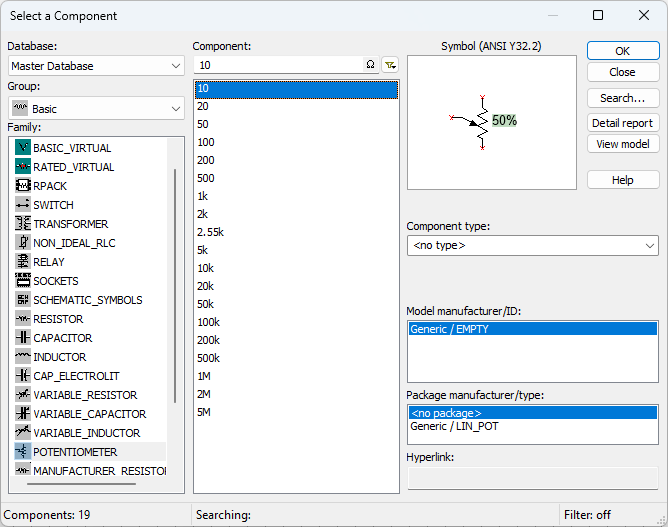 Select a Component
Database:
Master Database
Group:
Basic
Family:
BASIC_VIRTUAL
RATED_VIRTUAL
RPACK
SWITCH
TRANSFORMER
NON_IDEAL_RLC
RELAY
SOCKETS
SCHEMATIC_SYMBOLS
RESISTOR
CAPACITOR
INDUCTOR
CAP_ELECTROLIT
VARIABLE_RESISTOR
VARIABLE_CAPACITOR
VARIABLE_INDUCTOR
POTENTIOMETER
MANUFACTURER_RESISTOR
Component:
10
Ω
10
20
50
100
200
500
1k
2k
2.55k
5k
10k
20k
50k
100k
200k
500k
1M
2M
5M
Symbol (ANSI Y32.2)
50%
OK
Close
Search...
Detail report
View model
Help
Component type:
<no type>
Model manufacturer/ID:
Generic / EMPTY
Package manufacturer/type:
<no package>
Generic / LIN_POT
Hyperlink:
Components: 19
Searching:
Filter: off